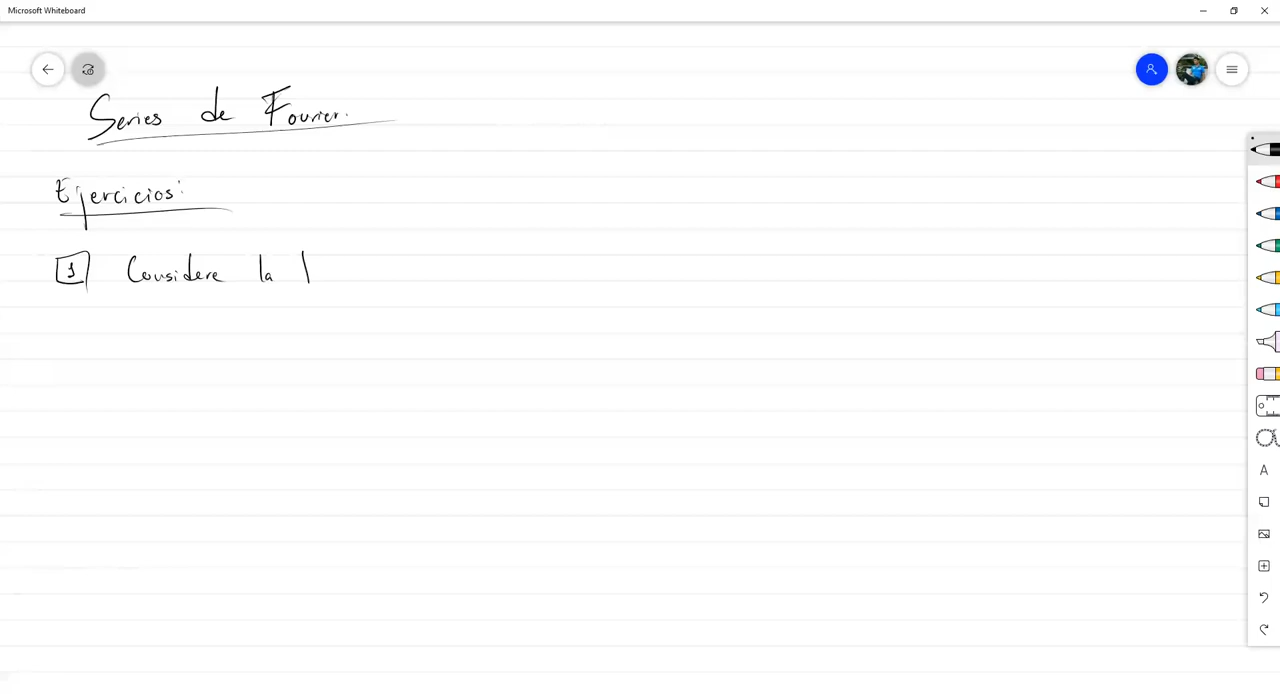 Microsoft Whiteboard
Series de Fourier.
Ejercicios:
1 Considere la
A